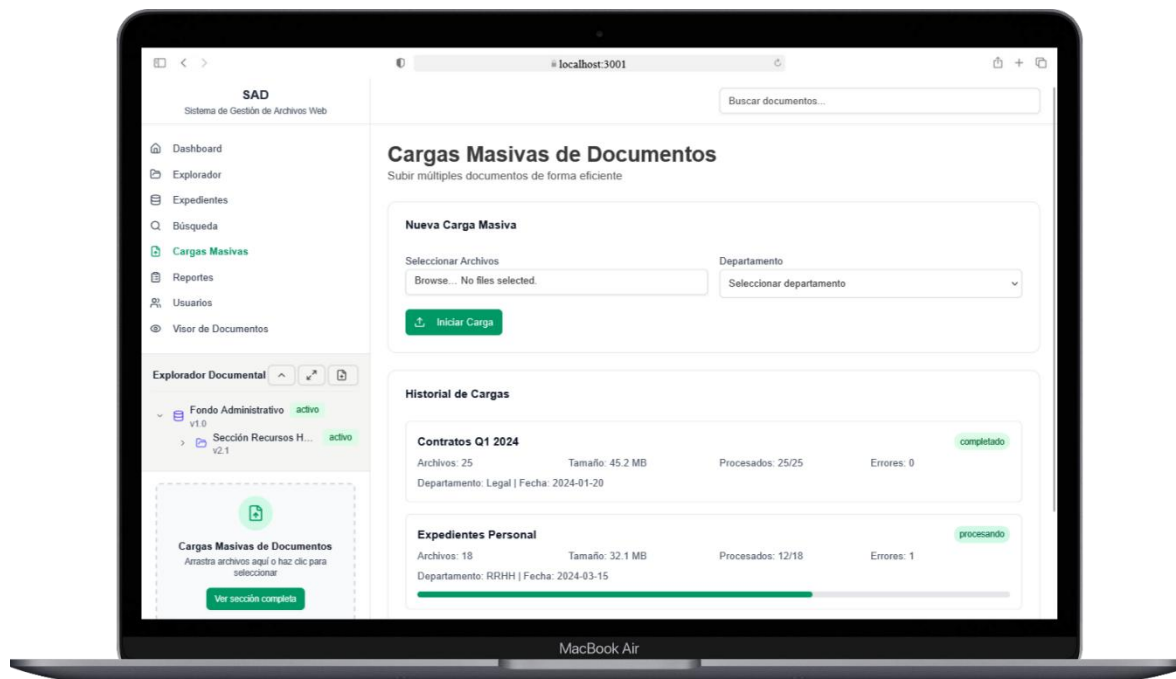 localhost:3001
SAD
Sistema de Gestión de Archivos Web
Buscar documentos...
Dashboard
Explorador
Expedientes
Búsqueda
Cargas Masivas
Reportes
Usuarios
Visor de Documentos
Explorador Documental
Fondo Administrativo activo
v1.0
Sección Recursos H... activo
v2.1
Cargas Masivas de Documentos
Arrastra archivos aquí o haz clic para
seleccionar
Ver sección completa
Cargas Masivas de Documentos
Subir múltiples documentos de forma eficiente
Nueva Carga Masiva
Seleccionar Archivos Departamento
Browse... No files selected. Seleccionar departamento
Iniciar Carga
Historial de Cargas
Contratos Q1 2024 completado
Archivos: 25 Tamaño: 45.2 MB Procesados: 25/25 Errores: 0
Departamento: Legal | Fecha: 2024-01-20
Expedientes Personal procesando
Archivos: 18 Tamaño: 32.1 MB Procesados: 12/18 Errores: 1
Departamento: RRHH | Fecha: 2024-03-15
MacBook Air